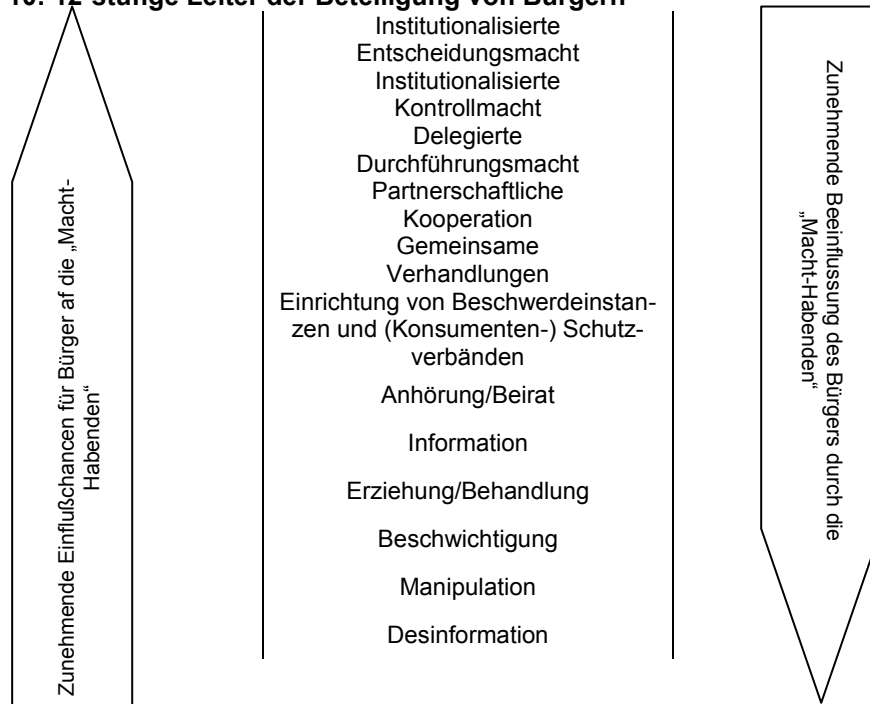 10: 12-stufige Leiter der Beteiligung von Bürgern
Institutionalisierte
Entscheidungsmacht
Institutionalisierte
Kontrollmacht
Delegierte
Durchführungsmacht
Partnerschaftliche
Kooperation
Gemeinsame
Verhandlungen
Einrichtung von Beschwerdeinstan-
zen und (Konsumenten-) Schutz-
verbänden
Anhörung/Beirat
Information
Erziehung/Behandlung
Beschwichtigung
Manipulation
Desinformation
Zunehmende Einflußchancen für Bürger af die „Macht-
Habenden“
Zunehmende Beeinflussung des Bürgers durch die
„Macht-Habenden“